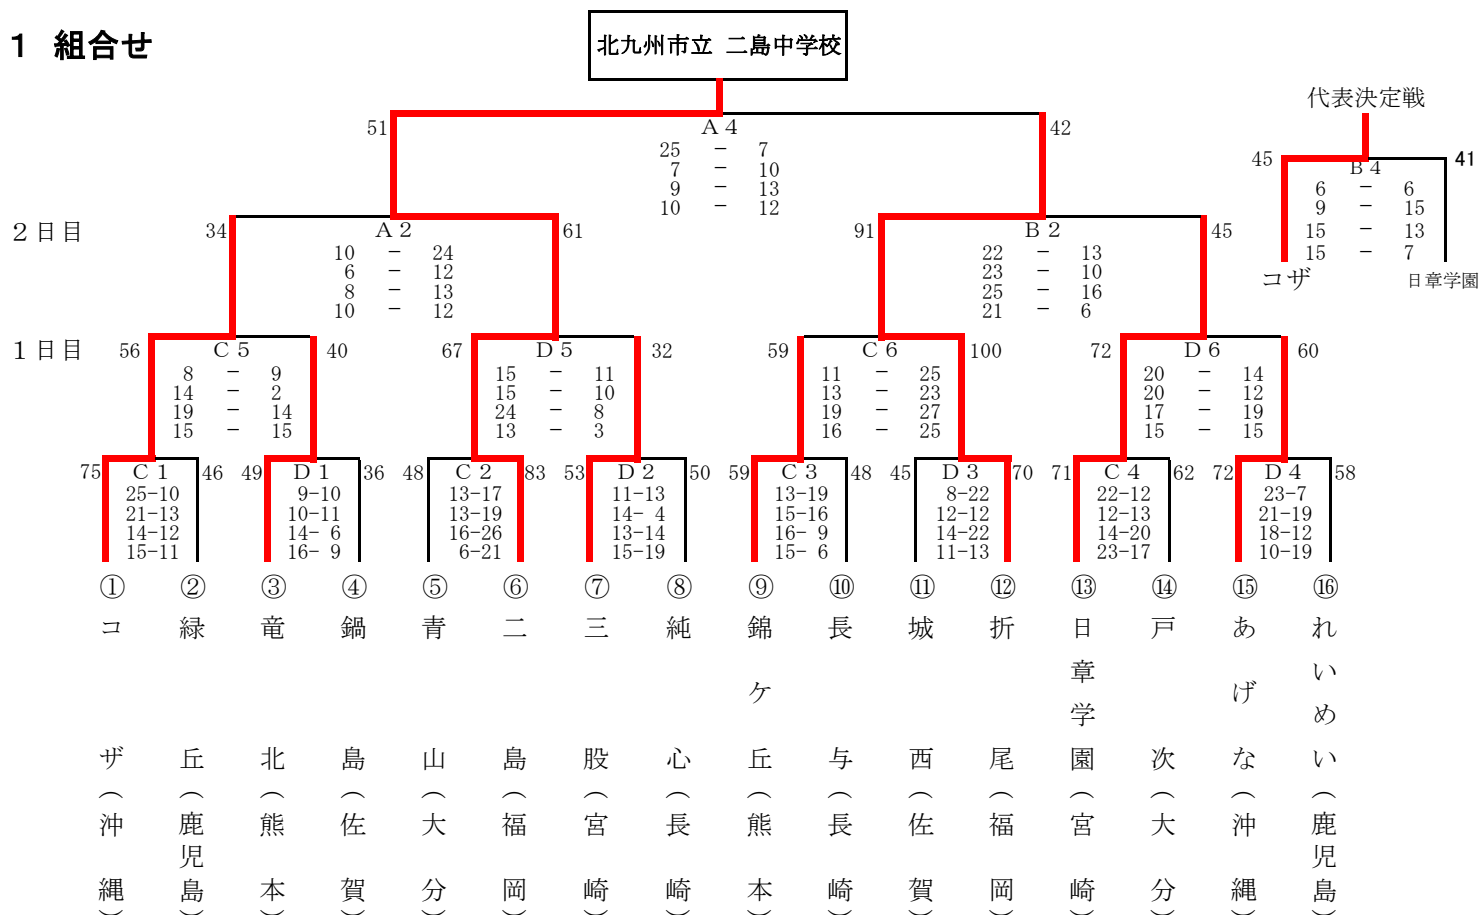 1 組合せ
北九州市立 二島中学校
代表決定戦
51 A4 42
25 － 7
7 － 10
9 － 13
10 － 12
45 B4 41
6 － 6
9 － 15
15 － 13
15 － 7
コザ 日章学園
2日目
34 A2 61
10 － 24
6 － 12
8 － 13
10 － 12
91 B2 45
22 － 13
23 － 10
25 － 16
21 － 6
1日目
56 C5 40
8 － 9
14 － 2
19 － 14
15 － 15
67 D5 32
15 － 11
15 － 10
24 － 8
13 － 3
59 C6 100
11 － 25
13 － 23
19 － 27
16 － 25
72 D6 60
20 － 14
20 － 12
17 － 19
15 － 15
75 C1 46
25-10
21-13
14-12
15-11
49 D1 36
9-10
10-11
14- 6
16- 9
48 C2 83
13-17
13-19
16-26
6-21
53 D2 50
11-13
14- 4
13-14
15-19
59 C3 48
13-19
15-16
16- 9
15- 6
45 D3 70
8-22
12-12
14-22
11-13
71 C4 62
22-12
12-13
14-20
23-17
72 D4 58
23-7
21-19
18-12
10-19
① コザ(沖縄)
② 緑丘(鹿児島)
③ 竜北(熊本)
④ 鍋島(佐賀)
⑤ 青山(大分)
⑥ 二島(福岡)
⑦ 三股(宮崎)
⑧ 純心(長崎)
⑨ 錦ケ丘(熊本)
⑩ 長与(長崎)
⑪ 城西(佐賀)
⑫ 折尾(福岡)
⑬ 日章学園(宮崎)
⑭ 戸次(大分)
⑮ あげな(沖縄)
⑯ れいめい(鹿児島)